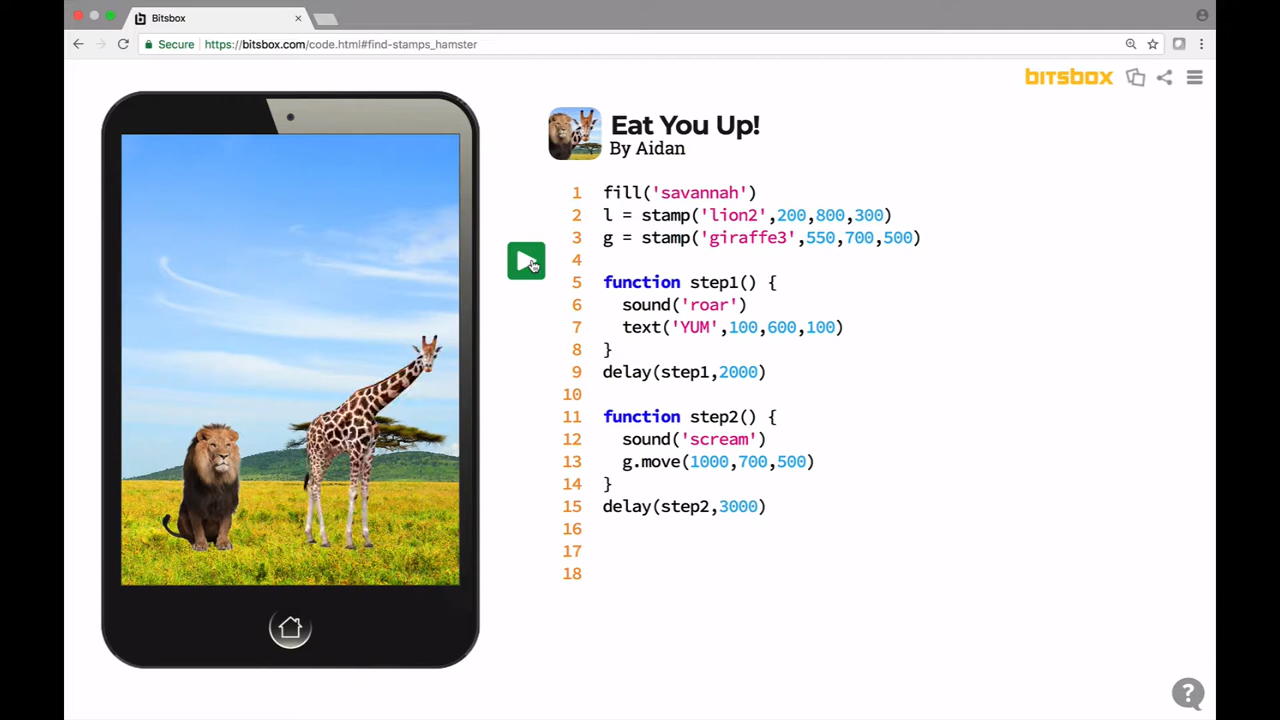 Bitsbox
Secure https://bitsbox.com/code.html#find-stamps_hamster
bitsbox
Eat You Up!
By Aidan
1 fill('savannah')
2 l = stamp('lion2',200,800,300)
3 g = stamp('giraffe3',550,700,500)
4
5 function step1() {
6 sound('roar')
7 text('YUM',100,600,100)
8 }
9 delay(step1,2000)
10
11 function step2() {
12 sound('scream')
13 g.move(1000,700,500)
14 }
15 delay(step2,3000)
16
17
18
?